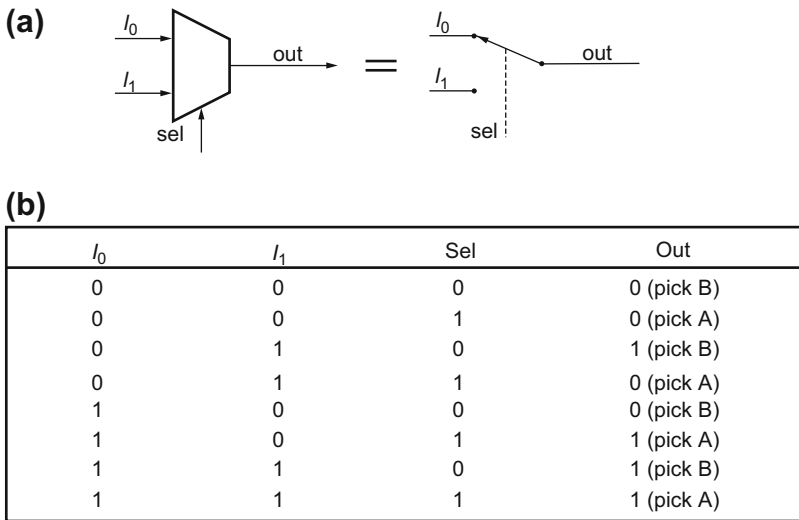 (a)
I0 out I0 out
I1 = I1
sel sel
(b)
I0 I1 Sel Out
0 0 0 0 (pick B)
0 0 1 0 (pick A)
0 1 0 1 (pick B)
0 1 1 0 (pick A)
1 0 0 0 (pick B)
1 0 1 1 (pick A)
1 1 0 1 (pick B)
1 1 1 1 (pick A)